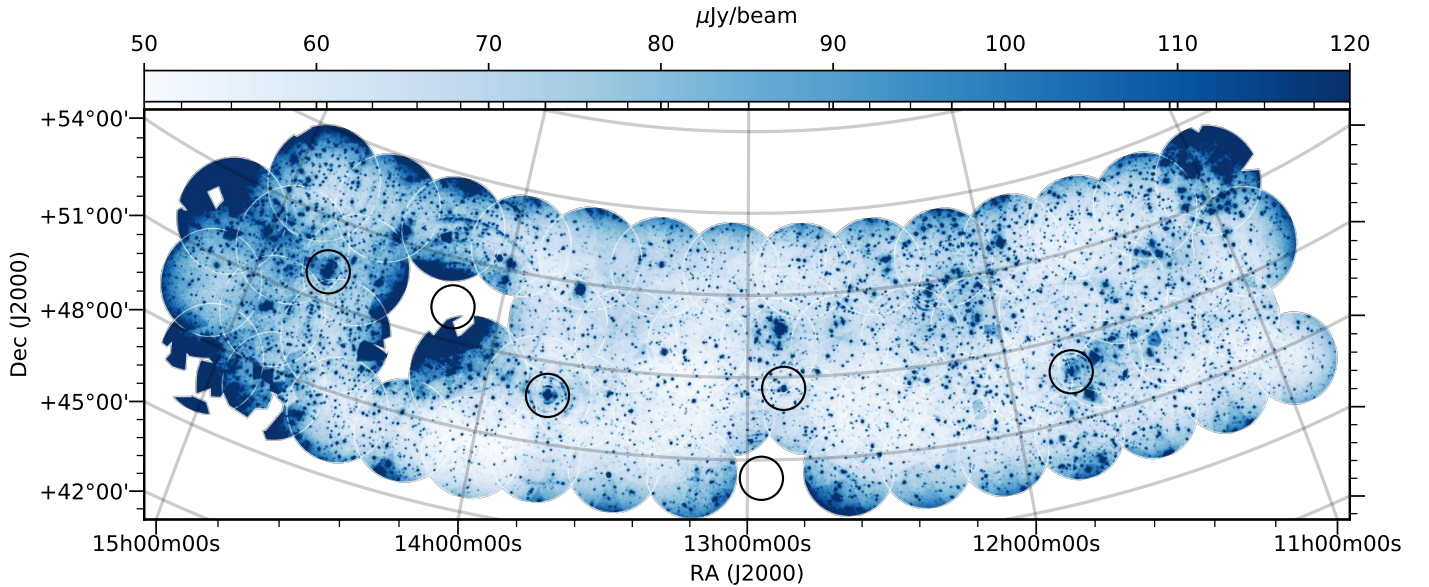 μJy/beam
50 60 70 80 90 100 110 120
+54°00'
+51°00'
+48°00'
+45°00'
+42°00'
Dec (J2000)
15h00m00s 14h00m00s 13h00m00s 12h00m00s 11h00m00s
RA (J2000)